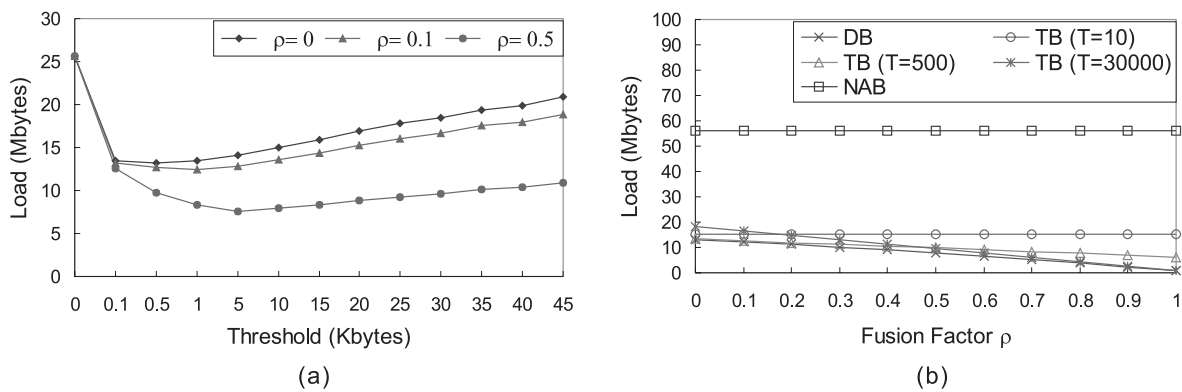 30
25
20
15
10
5
0
Load (Mbytes)
ρ= 0 ρ= 0.1 ρ= 0.5
0 0.1 0.5 1 5 10 15 20 25 30 35 40 45
Threshold (Kbytes)
(a)
100
90
80
70
60
50
40
30
20
10
0
Load (Mbytes)
DB TB (T=10)
TB (T=500) TB (T=30000)
NAB
0 0.1 0.2 0.3 0.4 0.5 0.6 0.7 0.8 0.9 1
Fusion Factor ρ
(b)